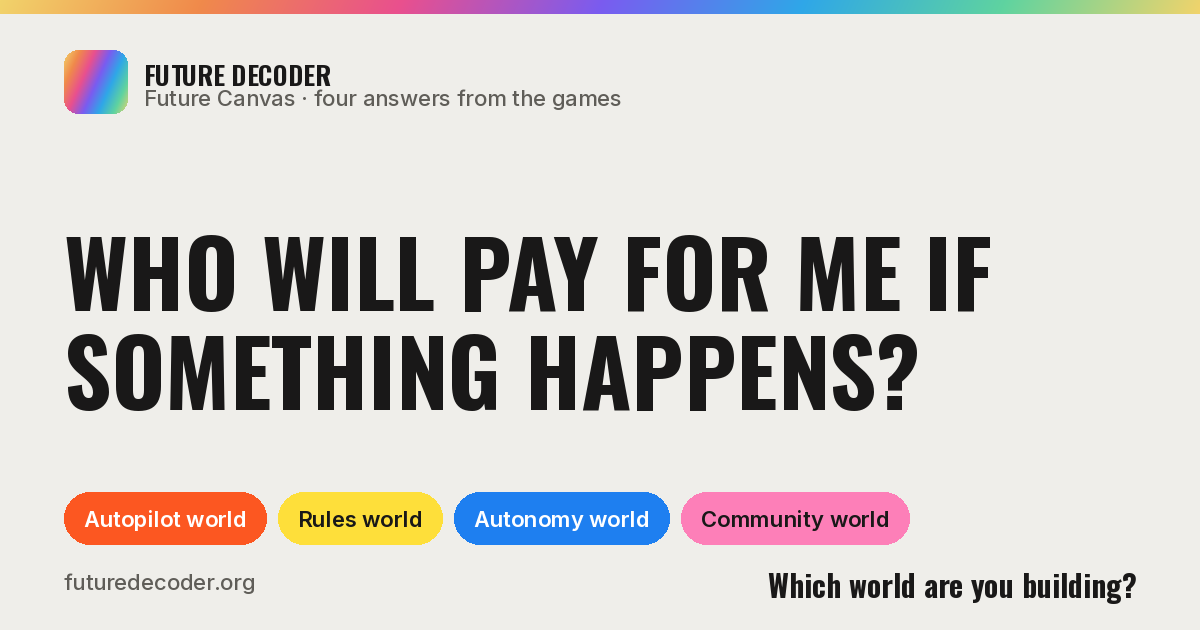 FUTURE DECODER
Future Canvas · four answers from the games
WHO WILL PAY FOR ME IF
SOMETHING HAPPENS?
Autopilot world
Rules world
Autonomy world
Community world
futuredecoder.org
Which world are you building?